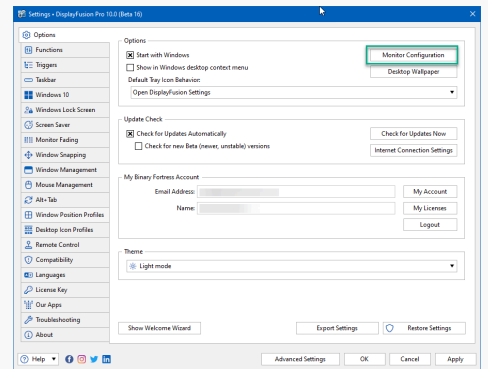 Settings • DisplayFusion Pro 10.0 (Beta 16)
Options
Functions
Triggers
Taskbar
Windows 10
Windows Lock Screen
Screen Saver
Monitor Fading
Window Snapping
Window Management
Mouse Management
Alt+Tab
Window Position Profiles
Desktop Icon Profiles
Remote Control
Compatibility
Languages
License Key
Our Apps
Troubleshooting
About
Options
Start with Windows
Monitor Configuration
Show in Windows desktop context menu
Desktop Wallpaper
Default Tray Icon Behavior:
Open DisplayFusion Settings
Update Check
Check for Updates Automatically
Check for Updates Now
Check for new Beta (newer, unstable) versions
Internet Connection Settings
My Binary Fortress Account
Email Address:
My Account
Name:
My Licenses
Logout
Theme
Light mode
Show Welcome Wizard
Export Settings
Restore Settings
Help
Advanced Settings
OK
Cancel
Apply